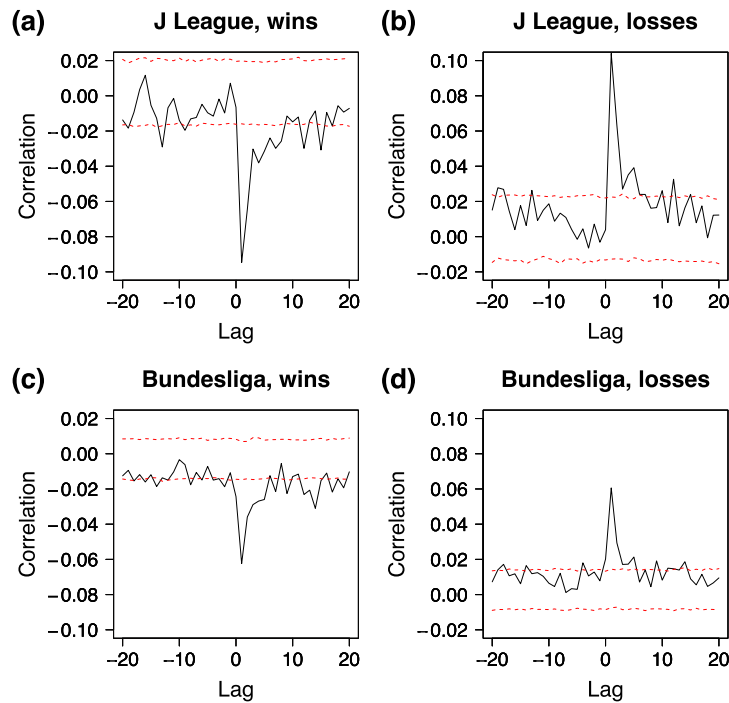 (a) J League, wins
0.02
0.00
−0.02
−0.04
−0.06
−0.08
−0.10
Correlation
−20 −10 0 10 20
Lag
(b) J League, losses
0.10
0.08
0.06
0.04
0.02
0.00
−0.02
Correlation
−20 −10 0 10 20
Lag
(c) Bundesliga, wins
0.02
0.00
−0.02
−0.04
−0.06
−0.08
−0.10
Correlation
−20 −10 0 10 20
Lag
(d) Bundesliga, losses
0.10
0.08
0.06
0.04
0.02
0.00
−0.02
Correlation
−20 −10 0 10 20
Lag